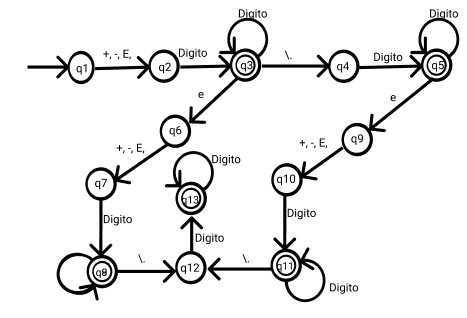 Digito
Digito
+, -, E,
Digito
\.
Digito
q1
q2
q3
q4
q5
e
e
q6
q9
+, -, E,
+, -, E,
Digito
q7
q10
q13
Digito
Digito
Digito
\.
\.
q8
q12
q11
Digito